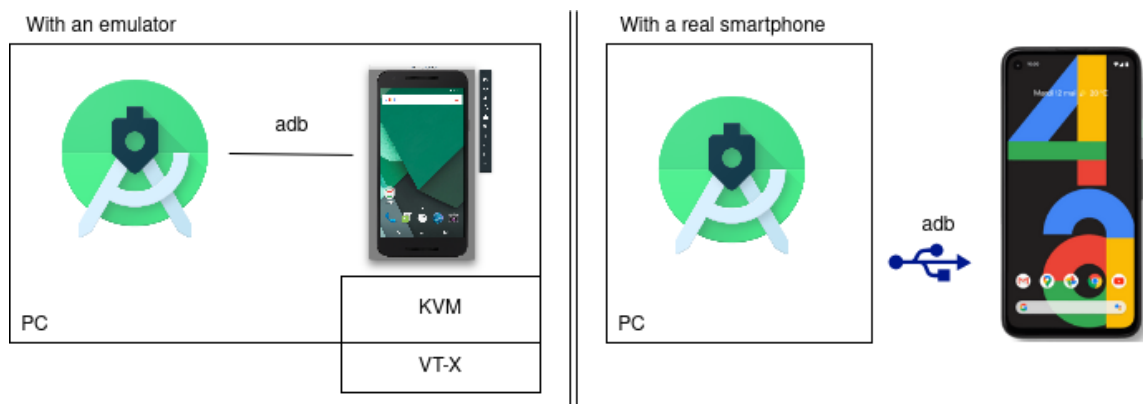 With an emulator
adb
KVM
PC
VT-X
With a real smartphone
adb
PC